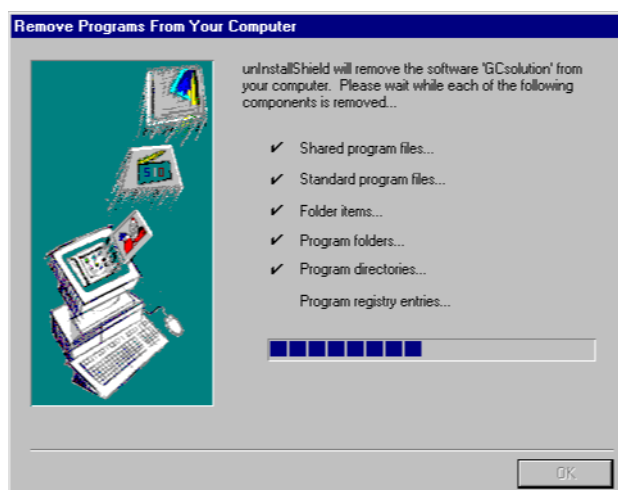 Remove Programs From Your Computer
unInstallShield will remove the software 'GCsolution' from
your computer. Please wait while each of the following
components is removed...
Shared program files...
Standard program files...
Folder items...
Program folders...
Program directories...
Program registry entries...
OK